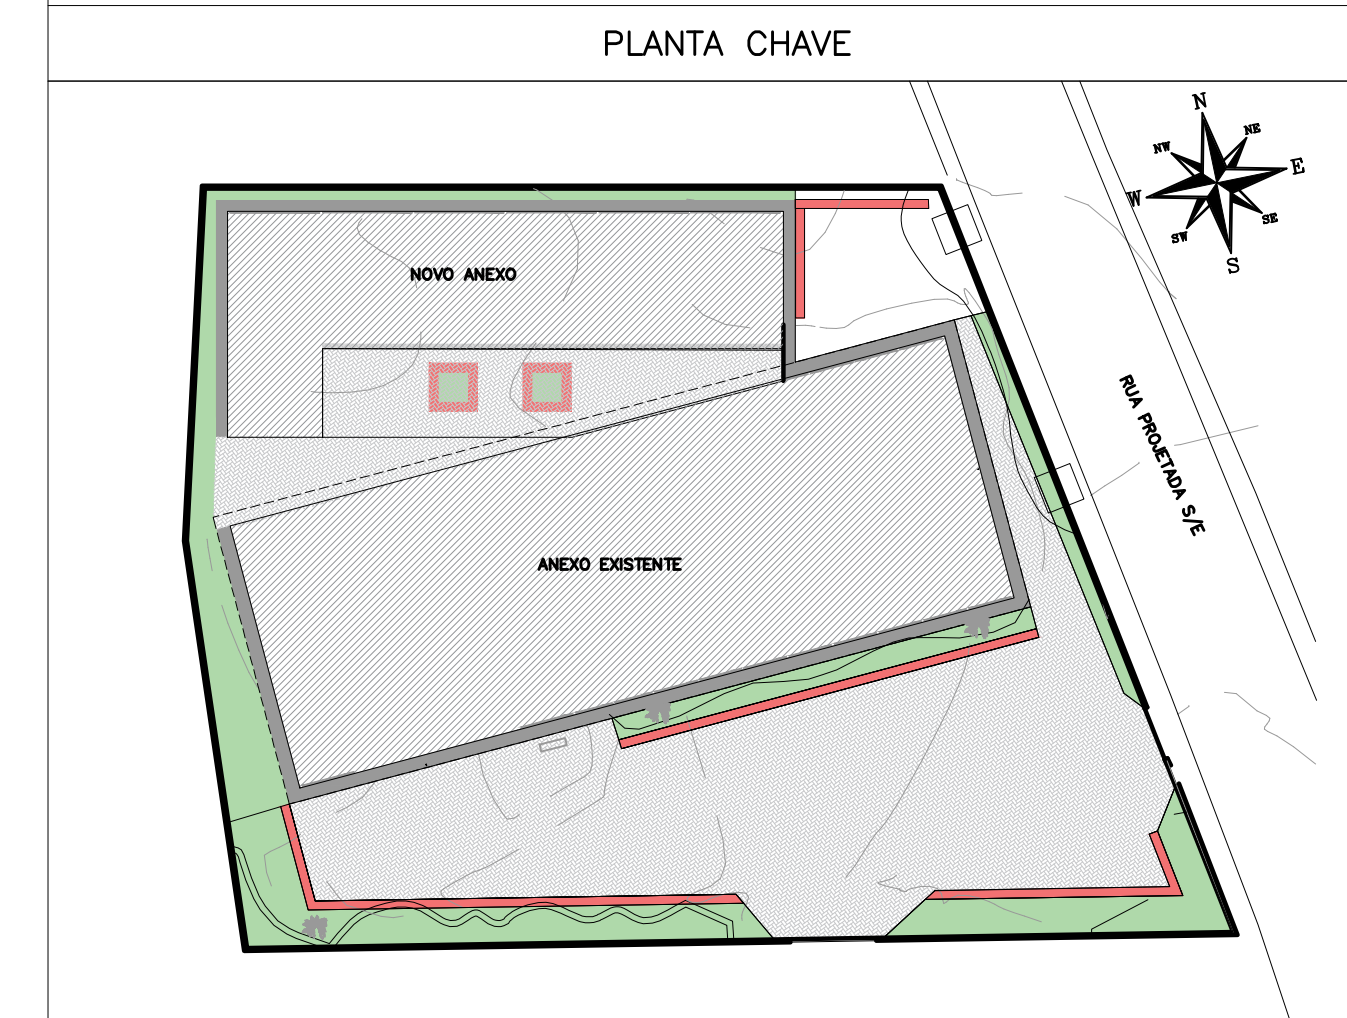 PLANTA CHAVE
N
NW
NE
W
E
SW
SE
S
NOVO ANEXO
RUA PROJETADA S/E
ANEXO EXISTENTE